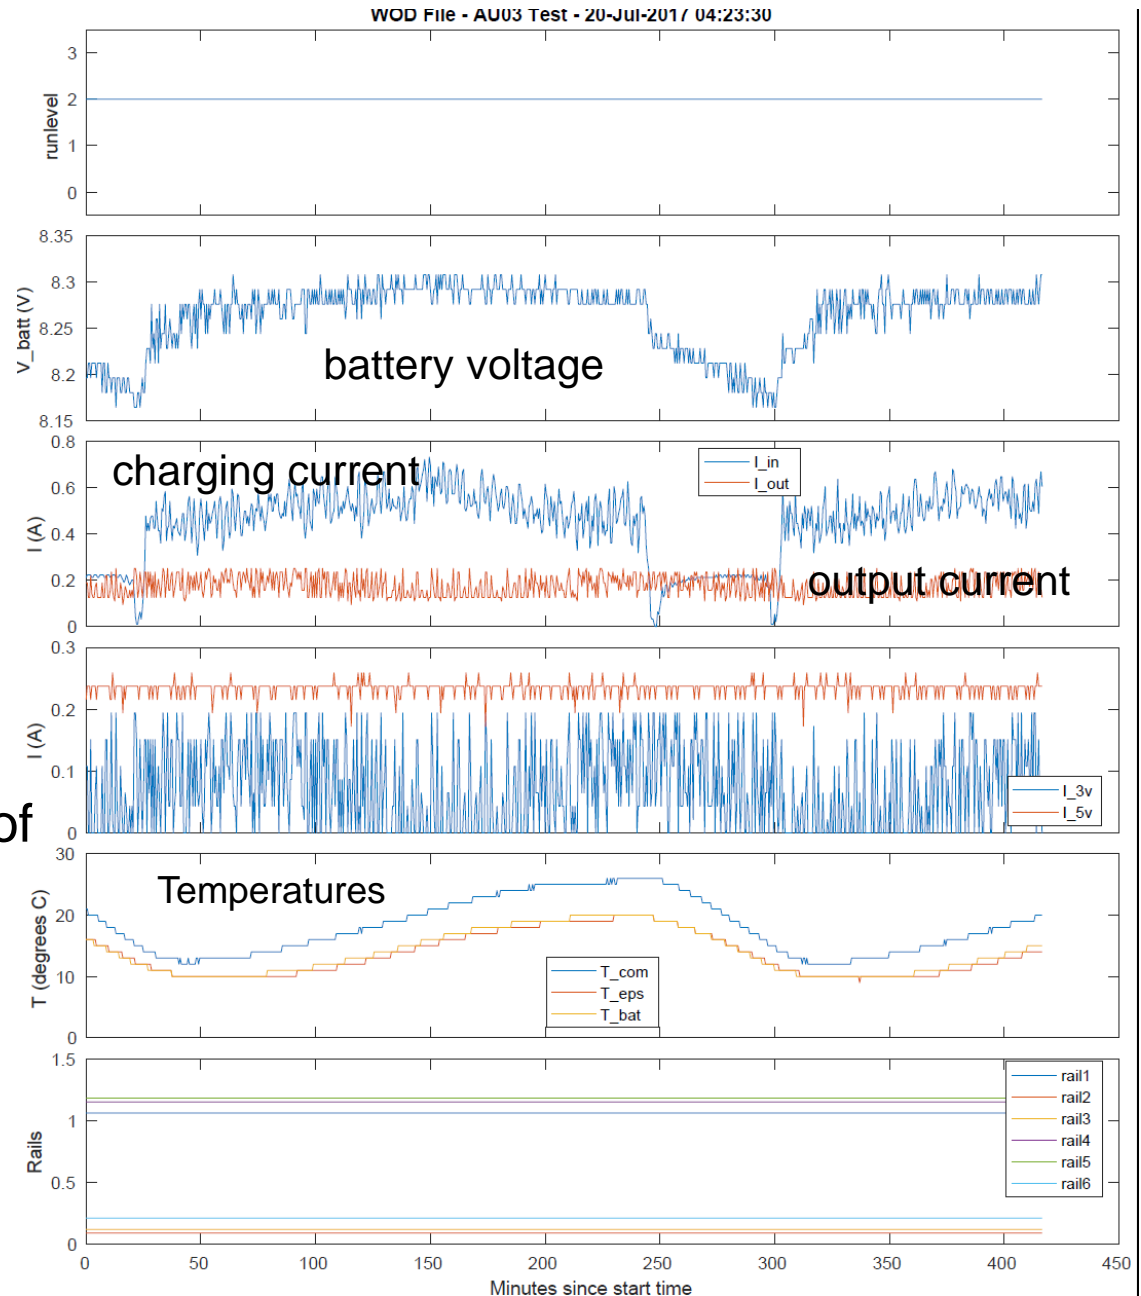 WOD File - AU03 Test - 20-Jul-2017 04:23:30
3
2
1
0
runlevel
8.35
8.3
8.25
8.2
8.15
V_batt (V)
battery voltage
0.8
0.6
0.4
0.2
0
I (A)
charging current
I_in
I_out
output current
0.3
0.2
0.1
0
I (A)
I_3v
I_5v
of
30
20
10
0
T (degrees C)
Temperatures
T_com
T_eps
T_bat
1.5
1
0.5
0
Rails
rail1
rail2
rail3
rail4
rail5
rail6
0 50 100 150 200 250 300 350 400 450
Minutes since start time